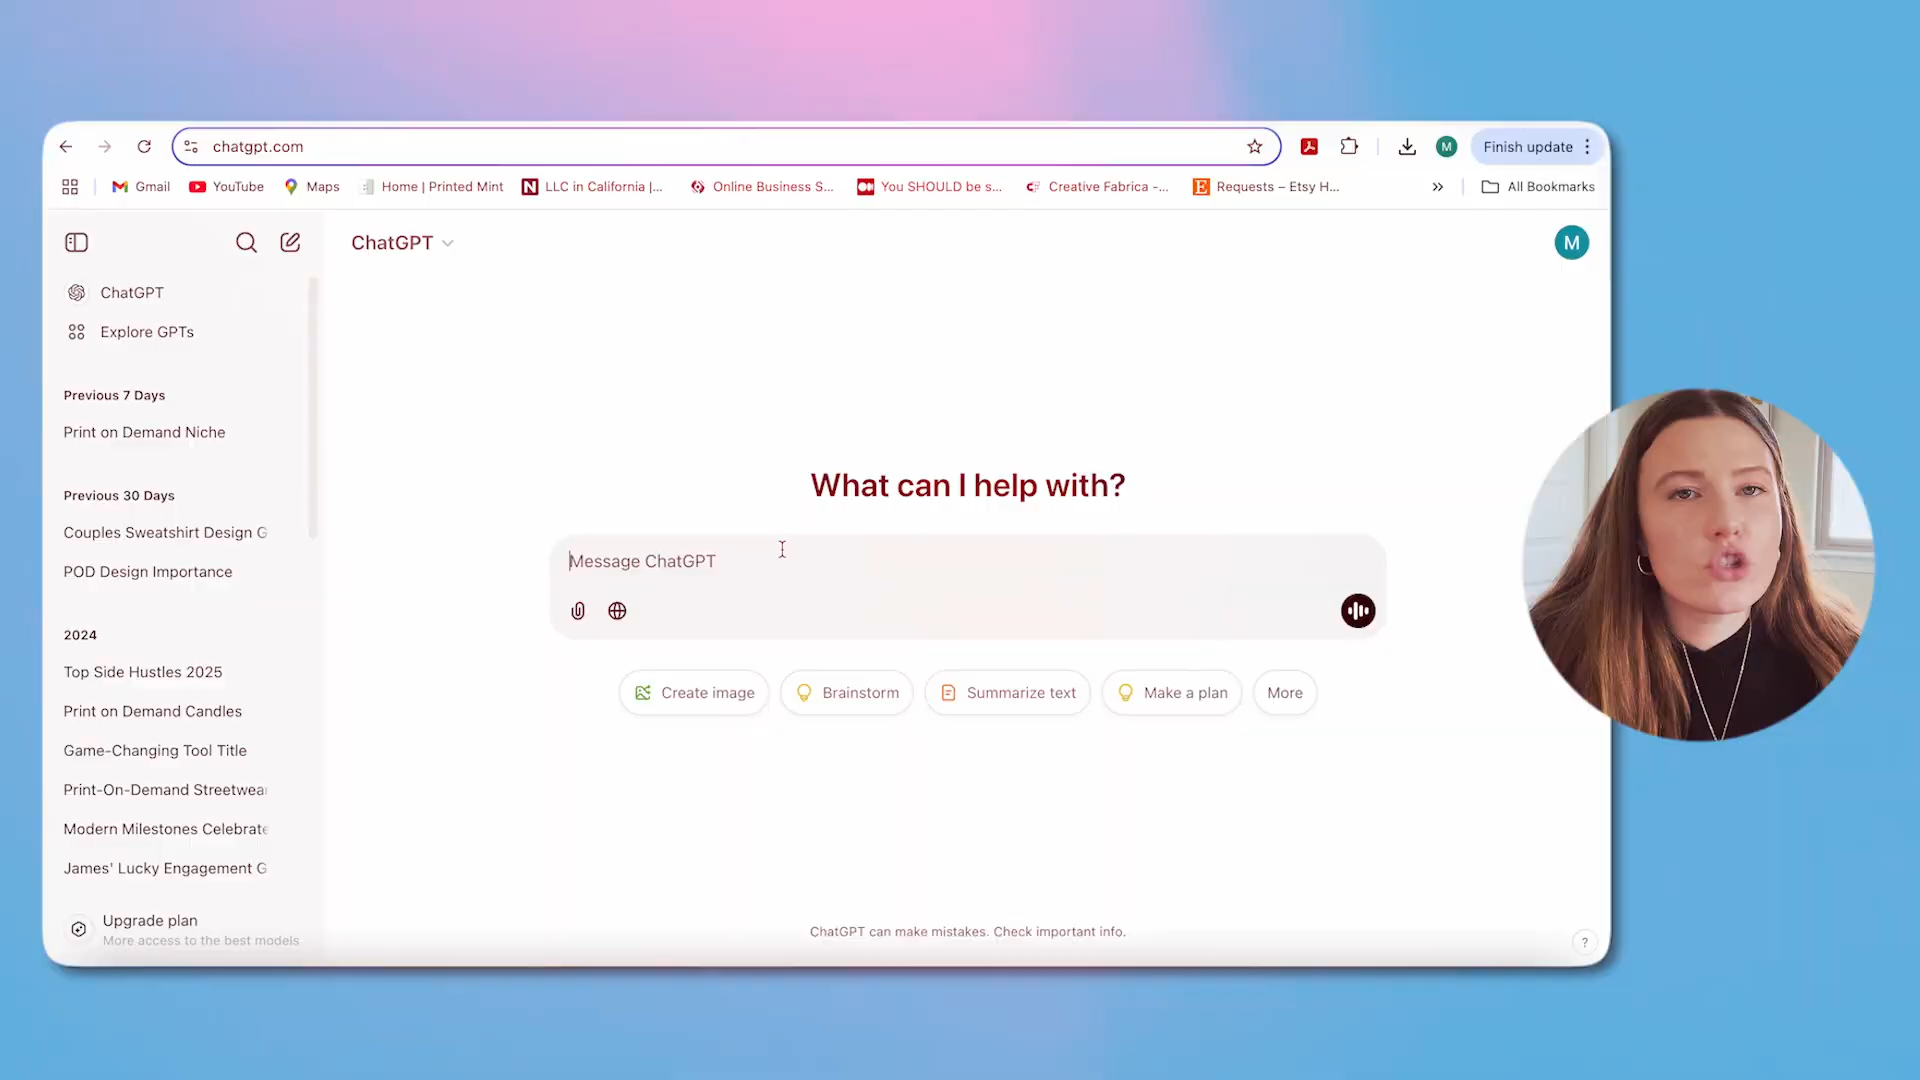 chatgpt.com
M
Finish update
Gmail
YouTube
Maps
Home | Printed Mint
N
LLC in California |...
Online Business S...
You SHOULD be s...
CF
Creative Fabrica -...
E
Requests – Etsy H...
»
All Bookmarks
ChatGPT
M
ChatGPT
Explore GPTs
Previous 7 Days
Print on Demand Niche
Previous 30 Days
Couples Sweatshirt Design G
POD Design Importance
2024
Top Side Hustles 2025
Print on Demand Candles
Game-Changing Tool Title
Print-On-Demand Streetwear
Modern Milestones Celebrate
James' Lucky Engagement G
Upgrade plan
More access to the best models
What can I help with?
Message ChatGPT
Create image
Brainstorm
Summarize text
Make a plan
More
ChatGPT can make mistakes. Check important info.
?